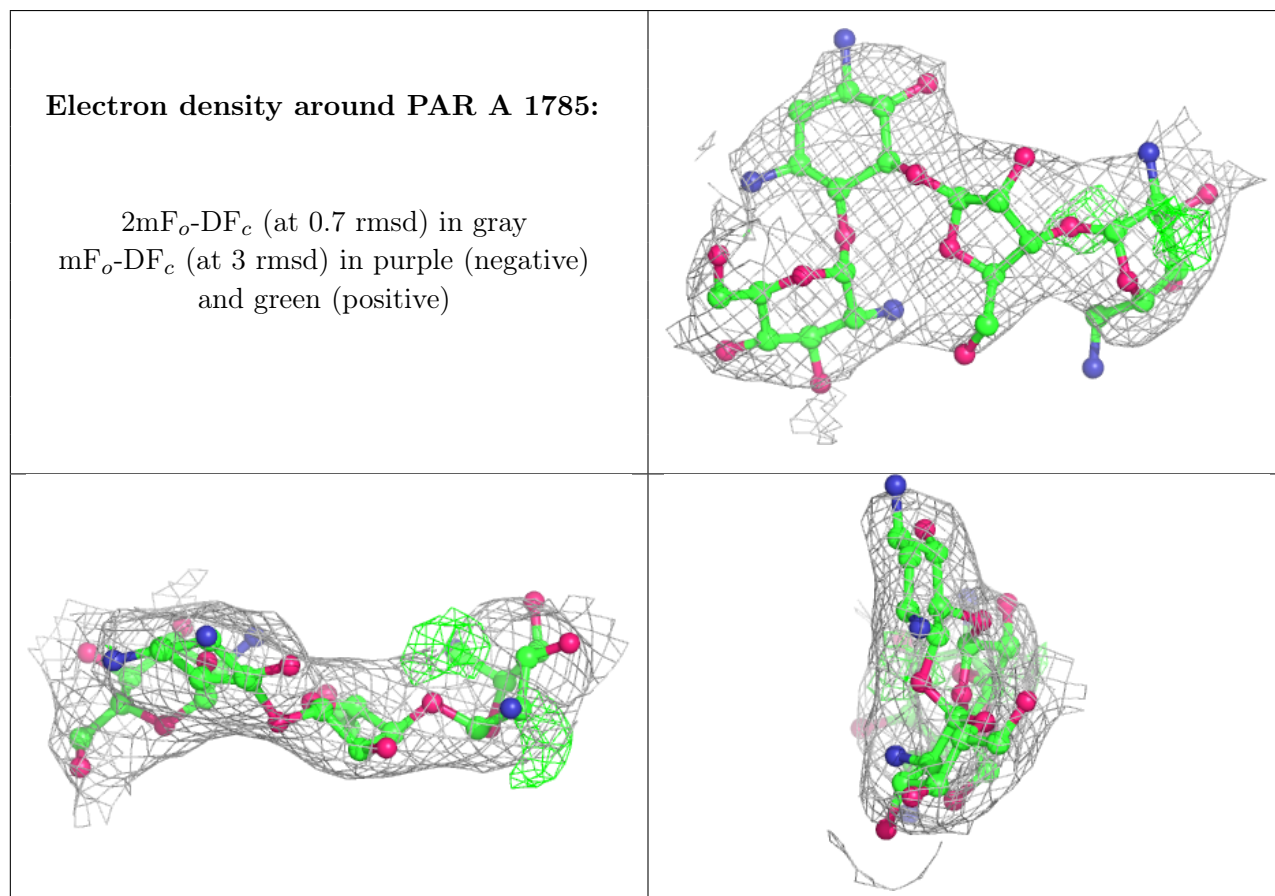 Electron density around PAR A 1785:
2mFo-DFc (at 0.7 rmsd) in gray
mFo-DFc (at 3 rmsd) in purple (negative)
and green (positive)